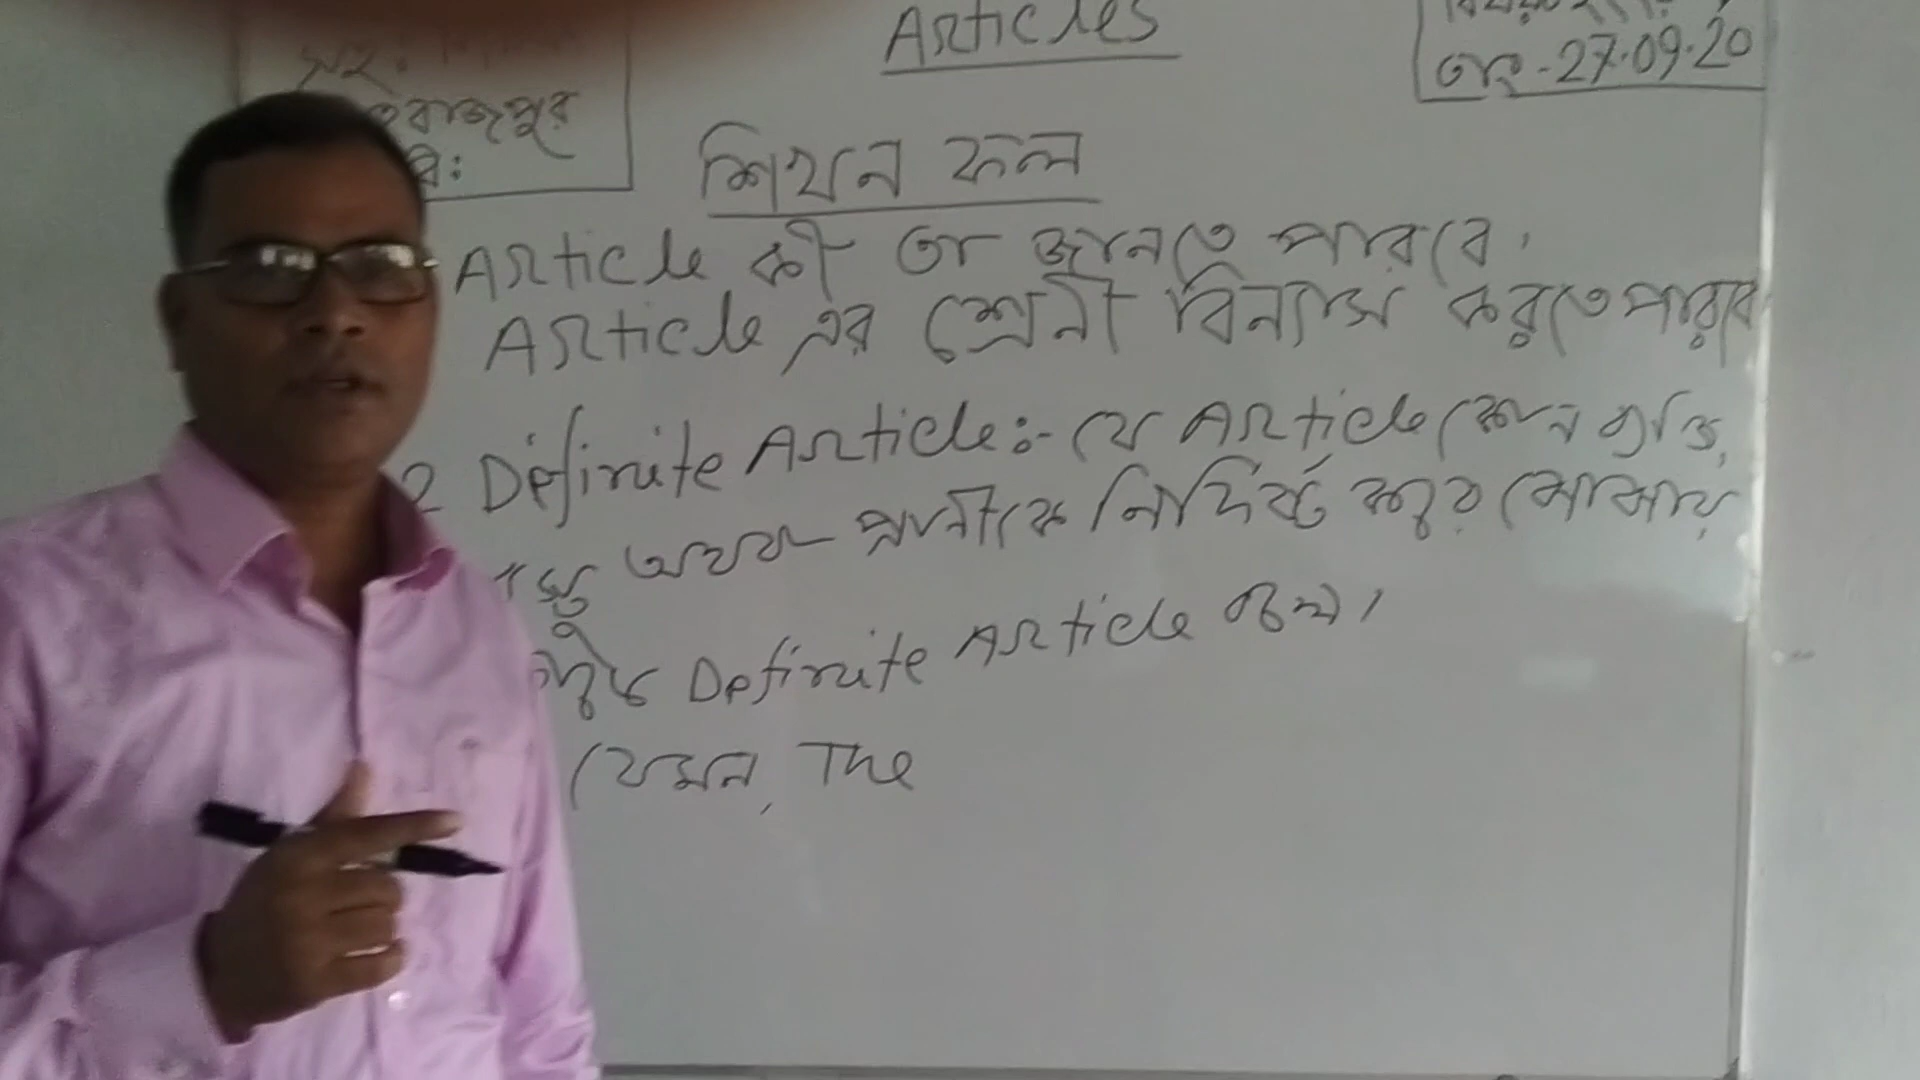 Articles
তাং-27.09.20
শিখন ফল
Article কী তা জানতে পারবে।
Article এর শ্রেনী বিন্যাস করতে পারবে
2 Definite Article:- যে Article কোন ব্যক্তি,
বস্তু অথবা প্রানীকে নির্দিষ্ট করে বোঝায়
তাকে Definite Article বলে।
যেমন, The